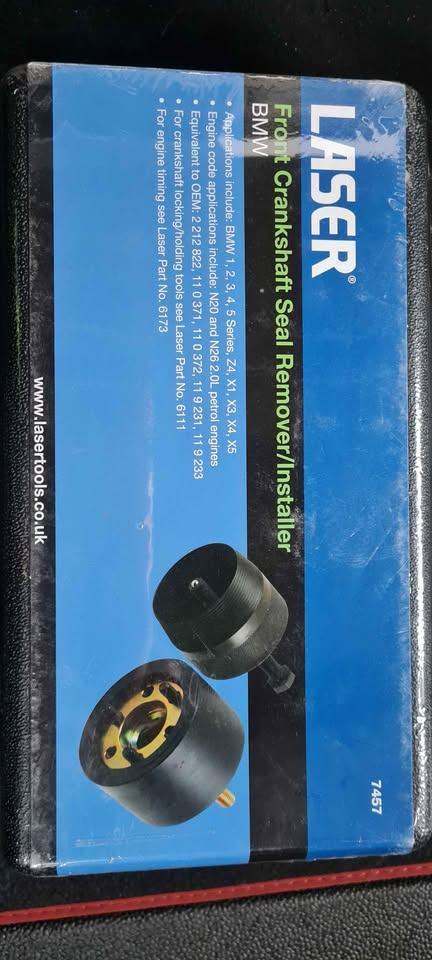 LASER®
Front Crankshaft Seal Remover/Installer
BMW
• Applications include: BMW 1, 2, 3, 4, 5 Series, Z4, X1, X3, X4, X5
• Engine code applications include: N20 and N26 2.0L petrol engines
• Equivalent to OEM: 2 212 822, 11 0 371, 11 0 372, 11 9 231, 11 9 233
• For crankshaft locking/holding tools see Laser Part No. 6111
• For engine timing see Laser Part No. 6173
7457
www.lasertools.co.uk